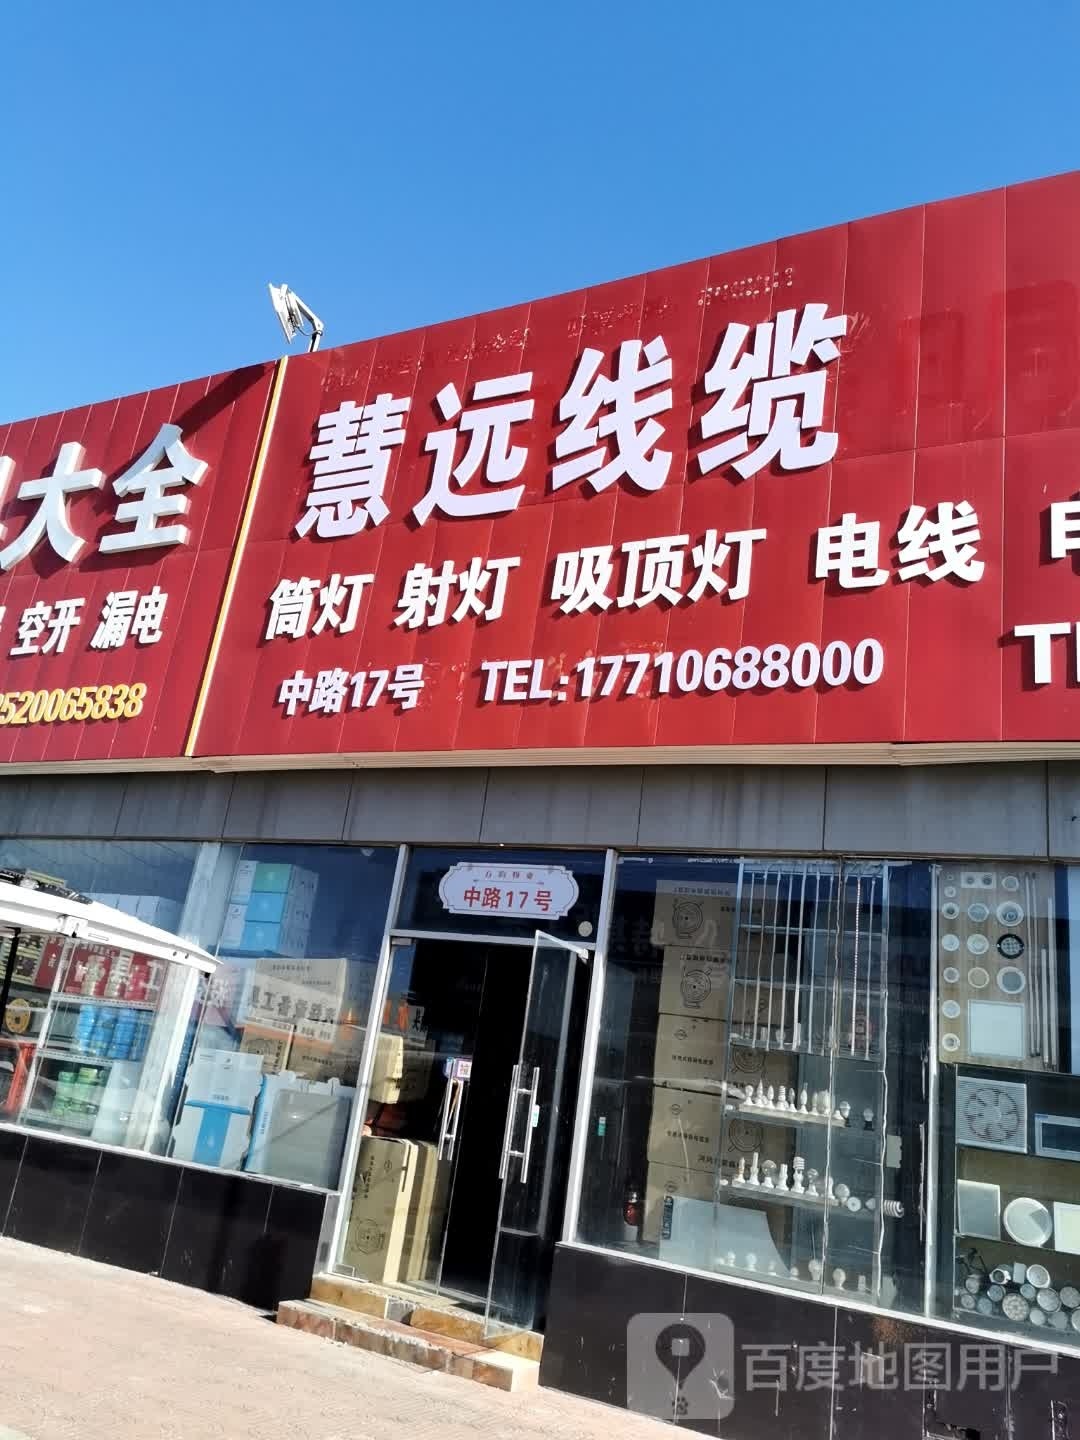 慧远线缆
筒灯 射灯 吸顶灯 电线
中路17号 TEL:17710688000
大全
空开 漏电
520065838
中路17号
百度地图用户